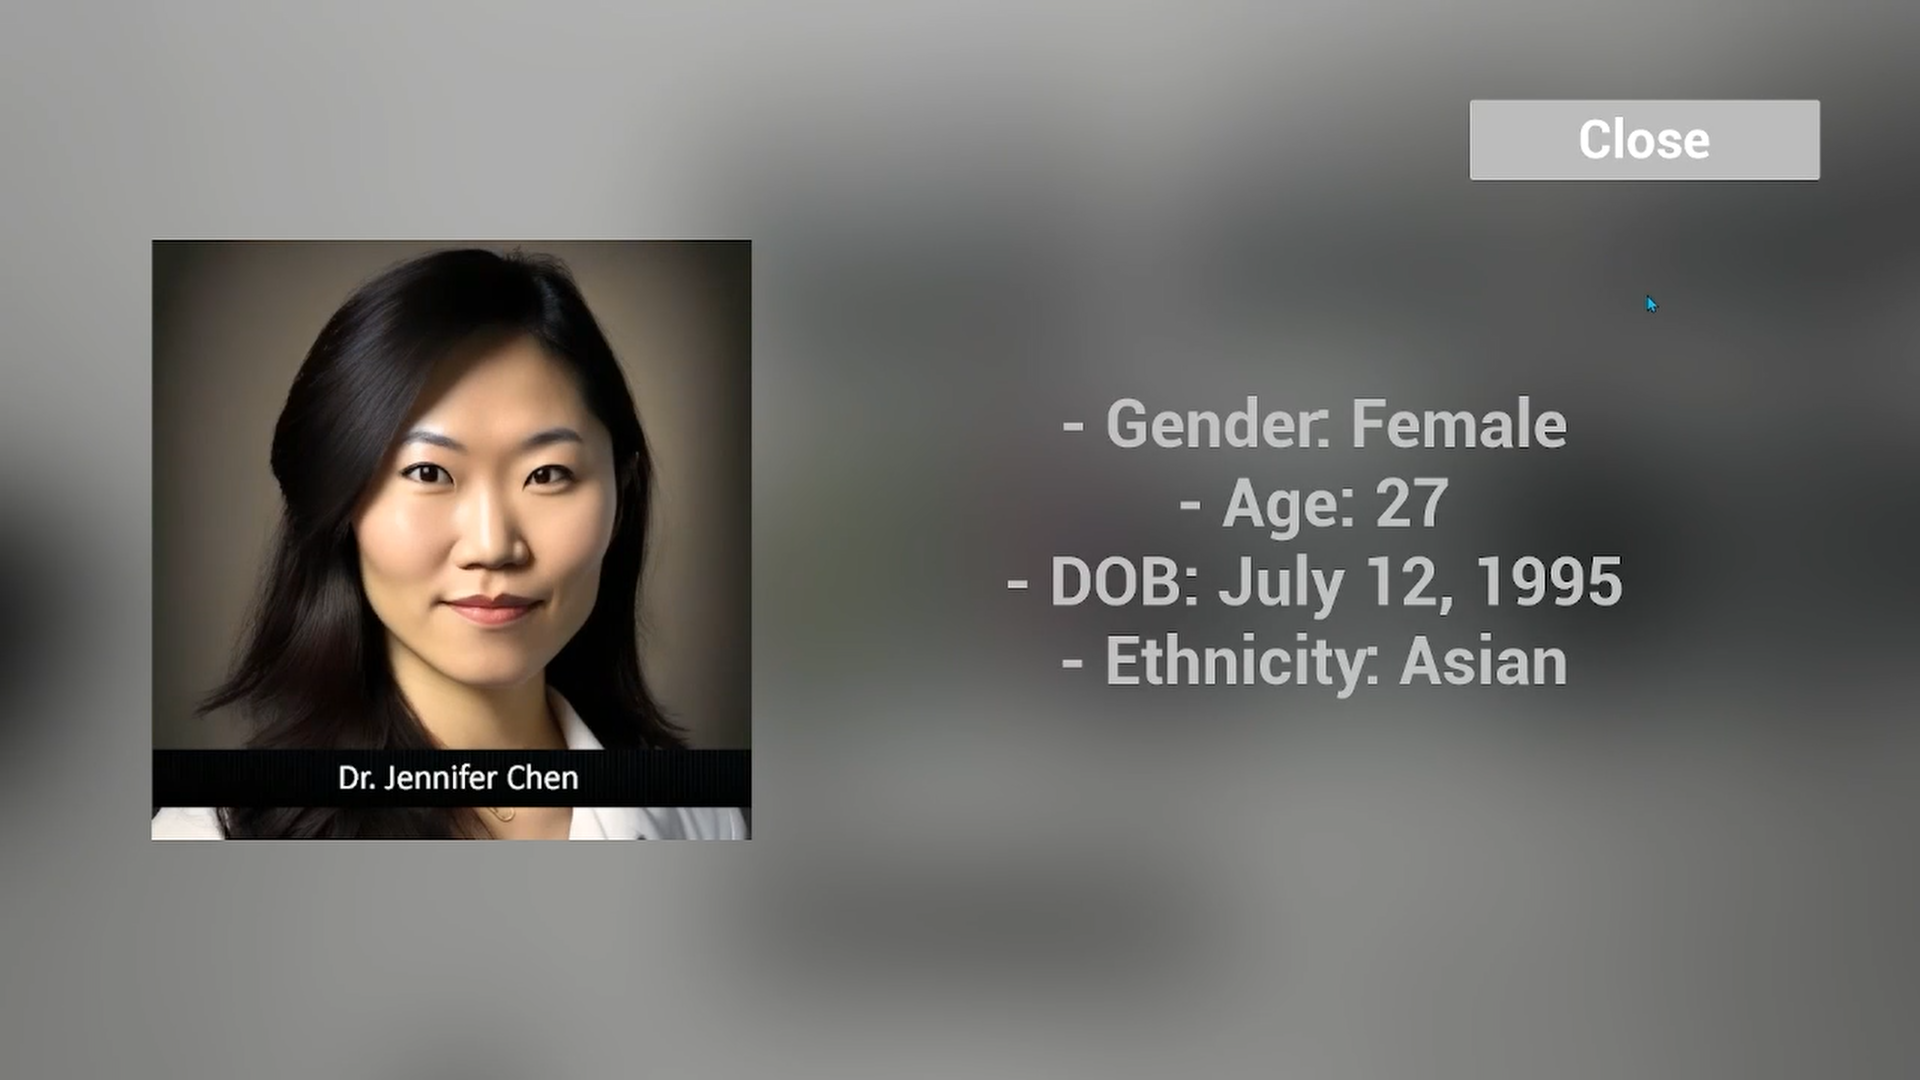 Close
- Gender: Female
- Age: 27
- DOB: July 12, 1995
- Ethnicity: Asian
Dr. Jennifer Chen